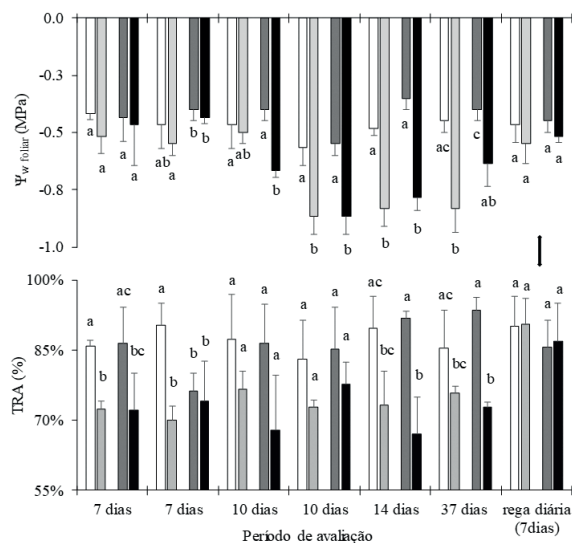 0.0
-0.3
-0.5
-0.8
-1.0
Ψw foliar (MPa)
a a a a
ab a b b
a ab a b
a b a b
a b a b
ac b c ab
a a a a
100%
85%
70%
55%
TRA (%)
a b ac bc
a b b b
a a a a
a a a a
ac bc a b
ac bc a b
a a a a
7 dias 7 dias 10 dias 10 dias 14 dias 37 dias rega diária
(7dias)
Período de avaliação